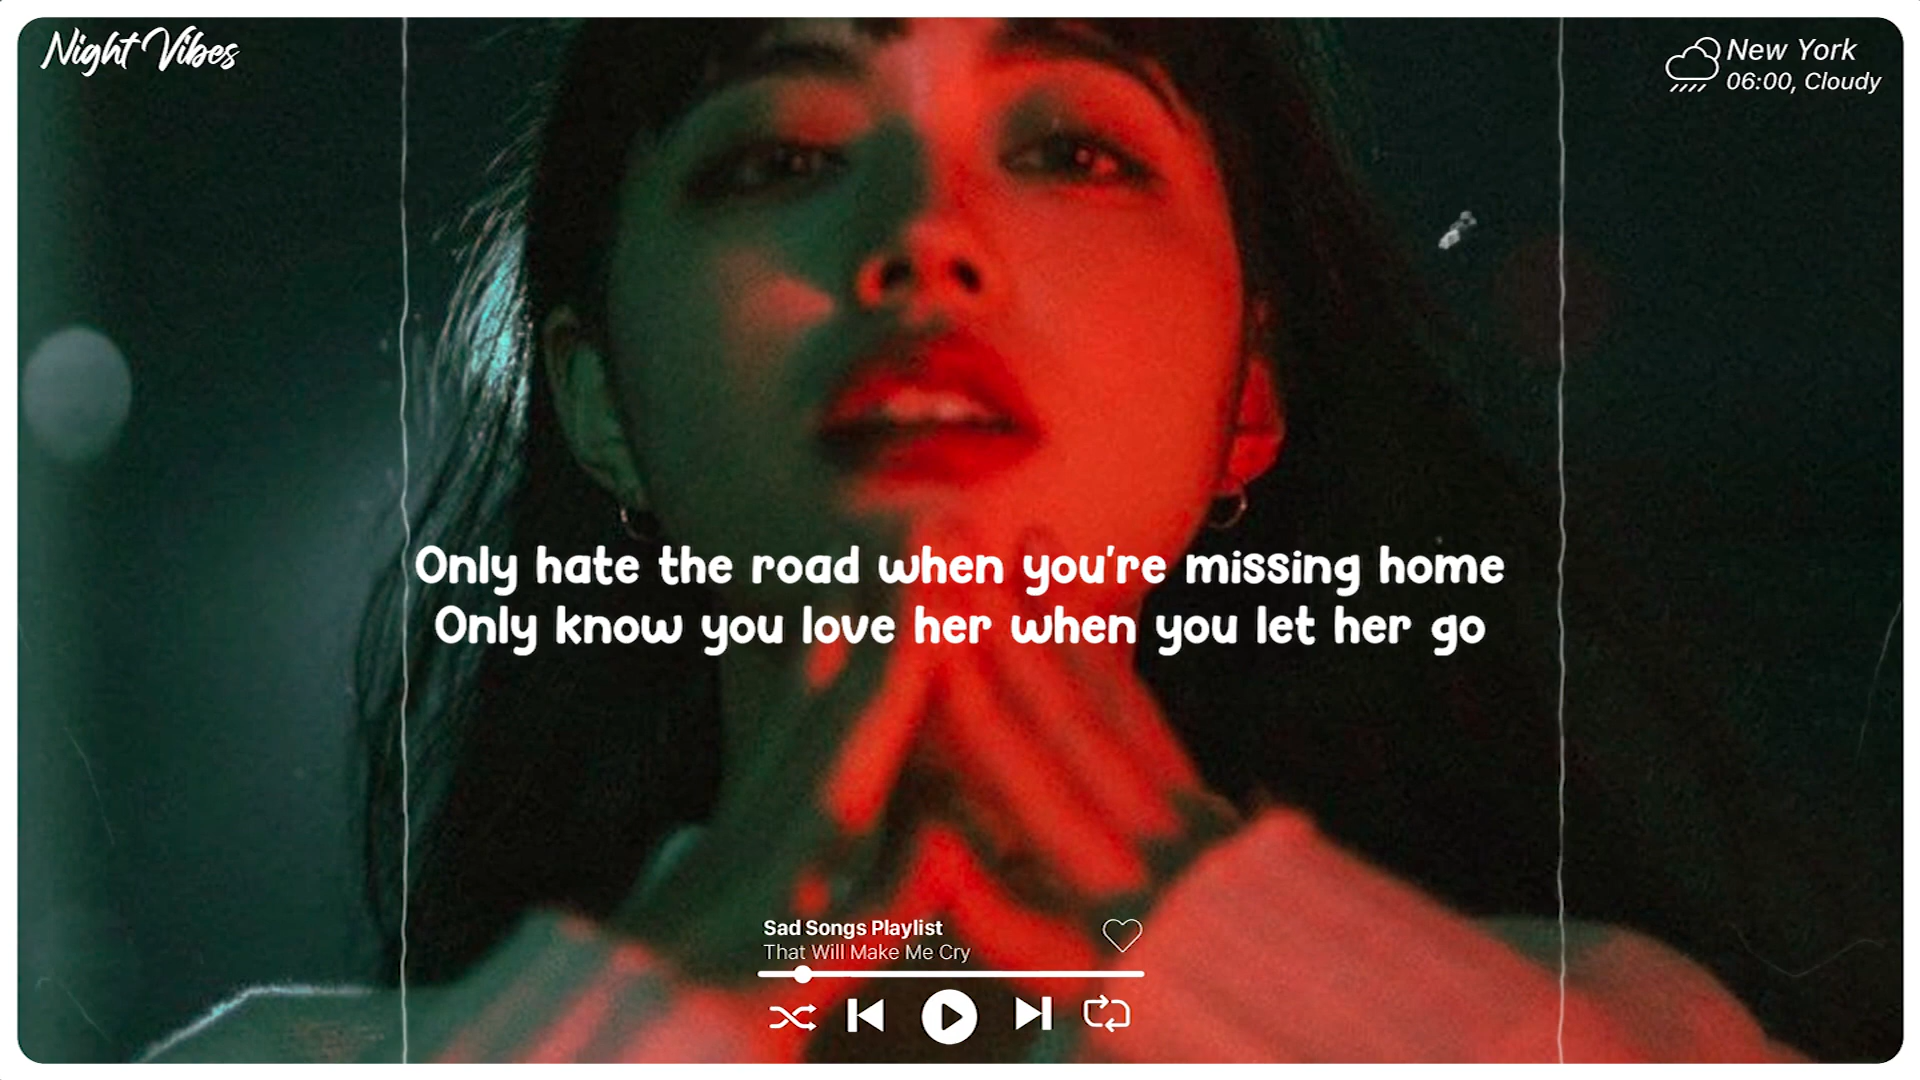 Night Vibes
New York
06:00, Cloudy
Only hate the road when you're missing home
Only know you love her when you let her go
Sad Songs Playlist
That Will Make Me Cry